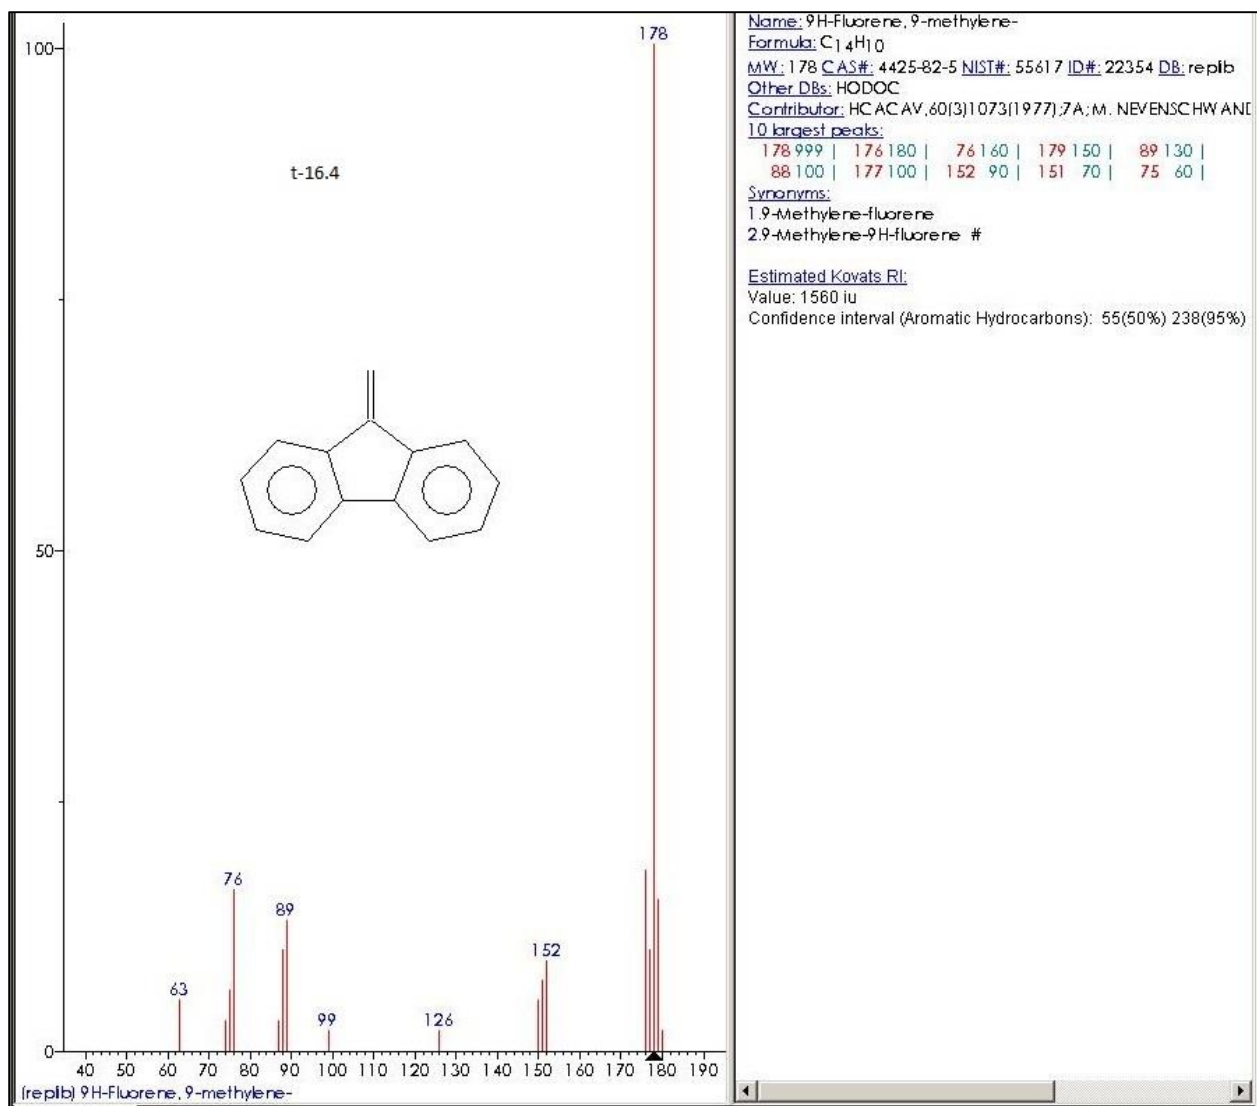 178
100
t-16.4
50
76
89
63
99
126
152
0
40 50 60 70 80 90 100 110 120 130 140 150 160 170 180 190
(replib) 9H-Fluorene, 9-methylene-
Name: 9H-Fluorene, 9-methylene-
Formula: C14H10
MW: 178 CAS#: 4425-82-5 NIST#: 55617 ID#: 22354 DB: replib
Other DBs: HODOC
Contributor: HCACAV,60(3)1073(1977);7A; M. NEVENSCHWAND
10 largest peaks:
178 999 | 176 180 | 76 160 | 179 150 | 89 130 |
88 100 | 177 100 | 152 90 | 151 70 | 75 60 |
Synonyms:
1.9-Methylene-fluorene
2.9-Methylene-9H-fluorene #
Estimated Kovats RI:
Value: 1560 iu
Confidence interval (Aromatic Hydrocarbons): 55(50%) 238(95%)